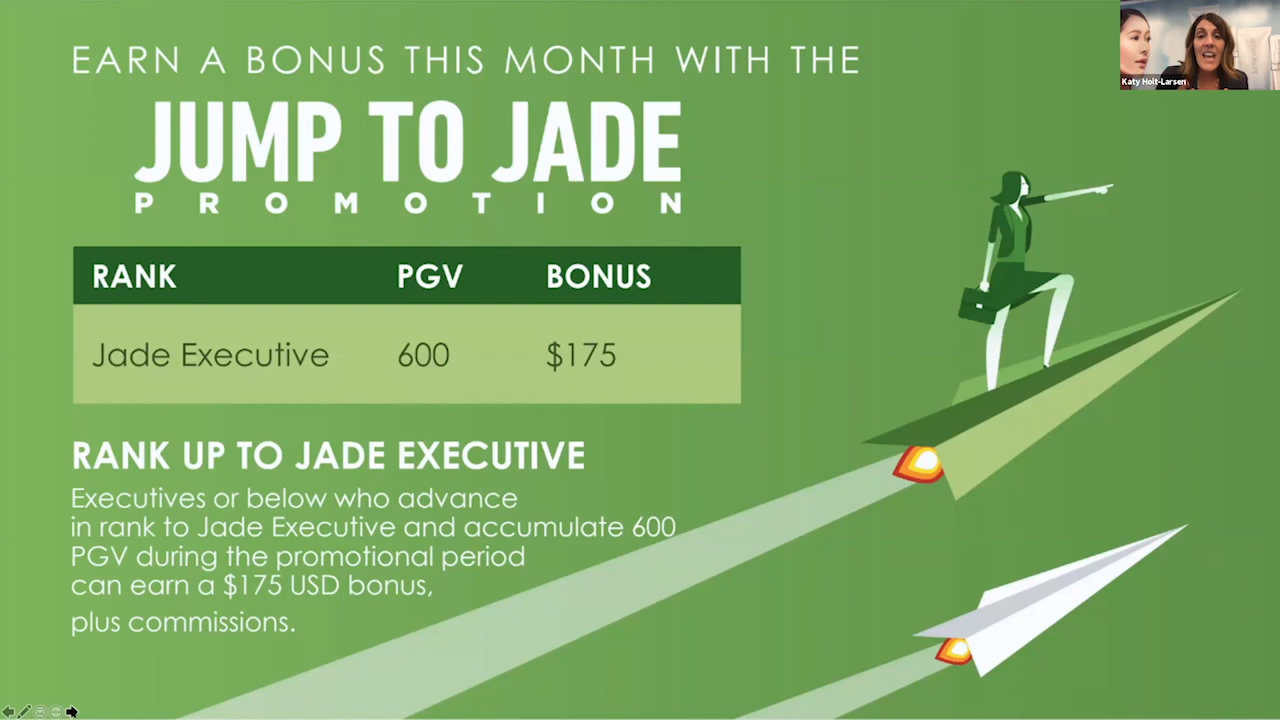 EARN A BONUS THIS MONTH WITH THE
JUMP TO JADE
PROMOTION
RANK PGV BONUS
Jade Executive 600 $175
RANK UP TO JADE EXECUTIVE
Executives or below who advance
in rank to Jade Executive and accumulate 600
PGV during the promotional period
can earn a $175 USD bonus,
plus commissions.
Katy Holt-Larsen